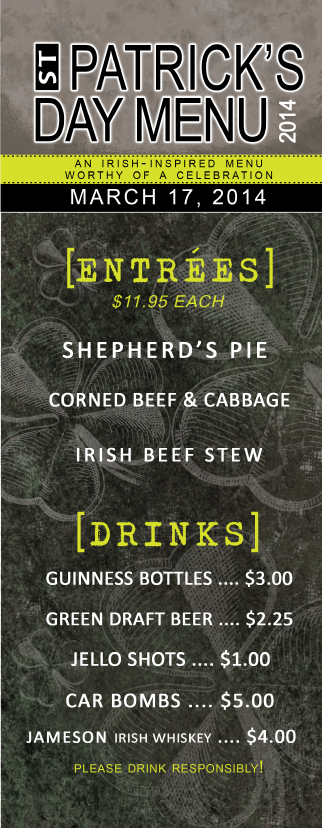 ST PATRICK'S
DAY MENU 2014
AN IRISH-INSPIRED MENU
WORTHY OF A CELEBRATION
MARCH 17, 2014
[ENTRÉES]
$11.95 EACH
SHEPHERD'S PIE
CORNED BEEF & CABBAGE
IRISH BEEF STEW
[DRINKS]
GUINNESS BOTTLES .... $3.00
GREEN DRAFT BEER .... $2.25
JELLO SHOTS .... $1.00
CAR BOMBS .... $5.00
JAMESON IRISH WHISKEY .... $4.00
PLEASE DRINK RESPONSIBLY!